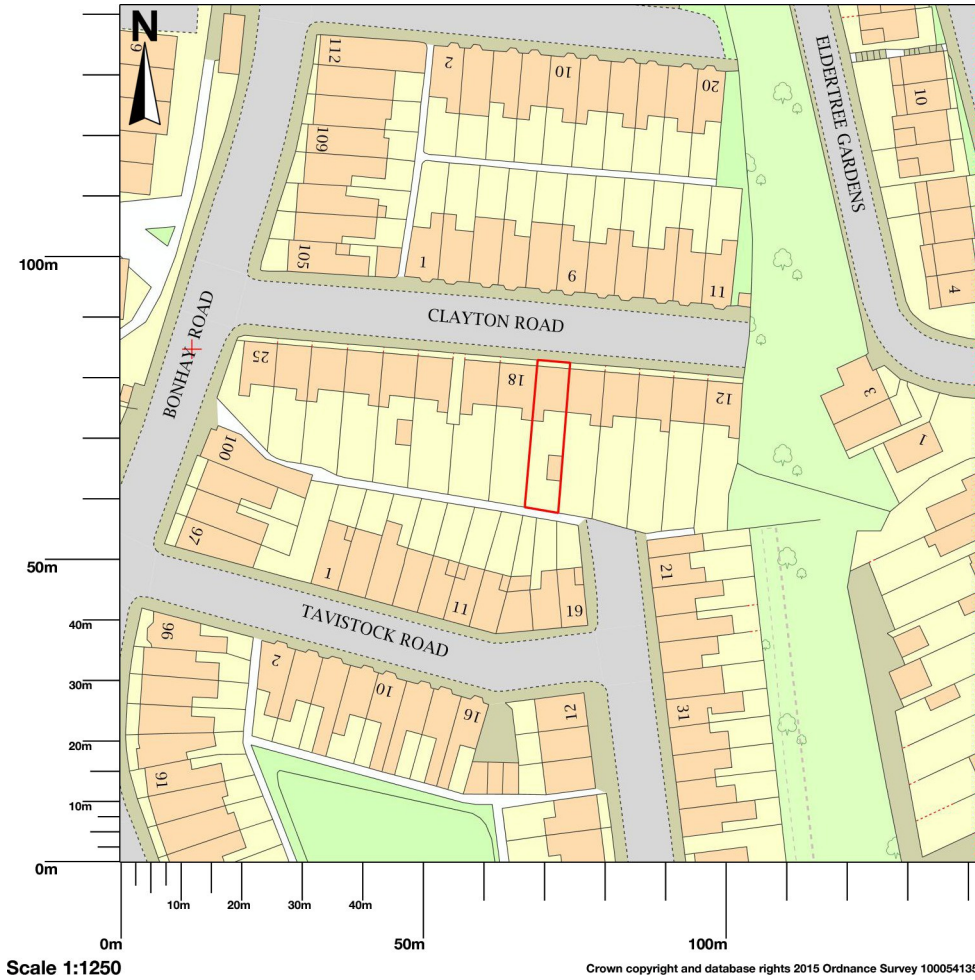 N
9
112
2
10
20
ELDERTREE GARDENS
10
109
105
1
6
11
4
100m
CLAYTON ROAD
BONHAY ROAD
25
18
12
3
1
100
97
50m
1
11
19
21
TAVISTOCK ROAD
40m
96
2
10
16
12
31
30m
20m
91
10m
0m
10m
20m
30m
40m
0m
50m
100m
Scale 1:1250
Crown copyright and database rights 2015 Ordnance Survey 100054135